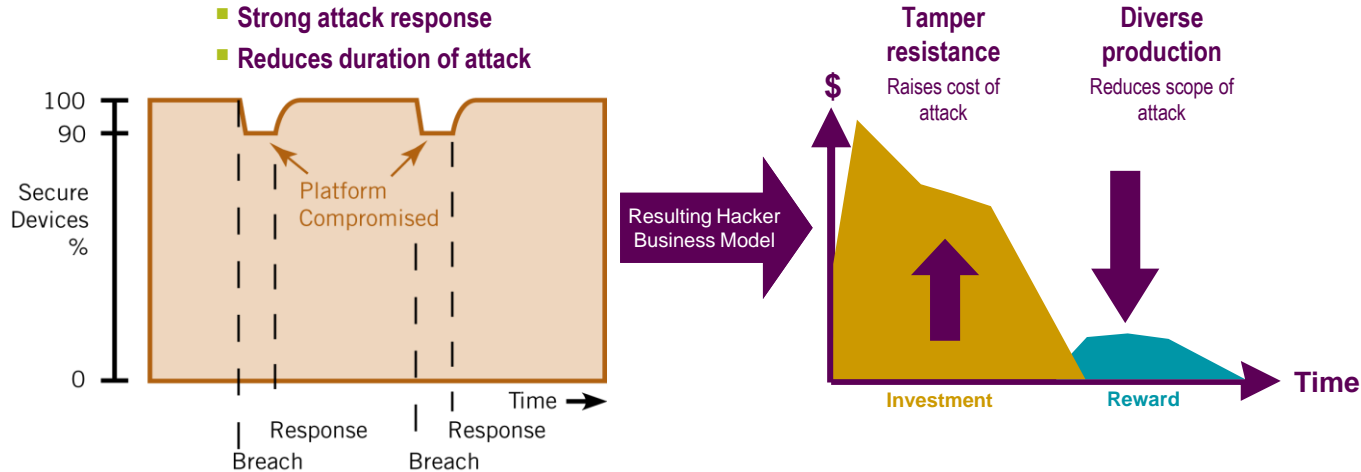 Strong attack response
Reduces duration of attack
100
90
Secure
Devices
%
0
Platform
Compromised
Time
Response
Response
Breach
Breach
Resulting Hacker
Business Model
Tamper
resistance
Raises cost of
attack
Diverse
production
Reduces scope of
attack
$
Time
Investment
Reward